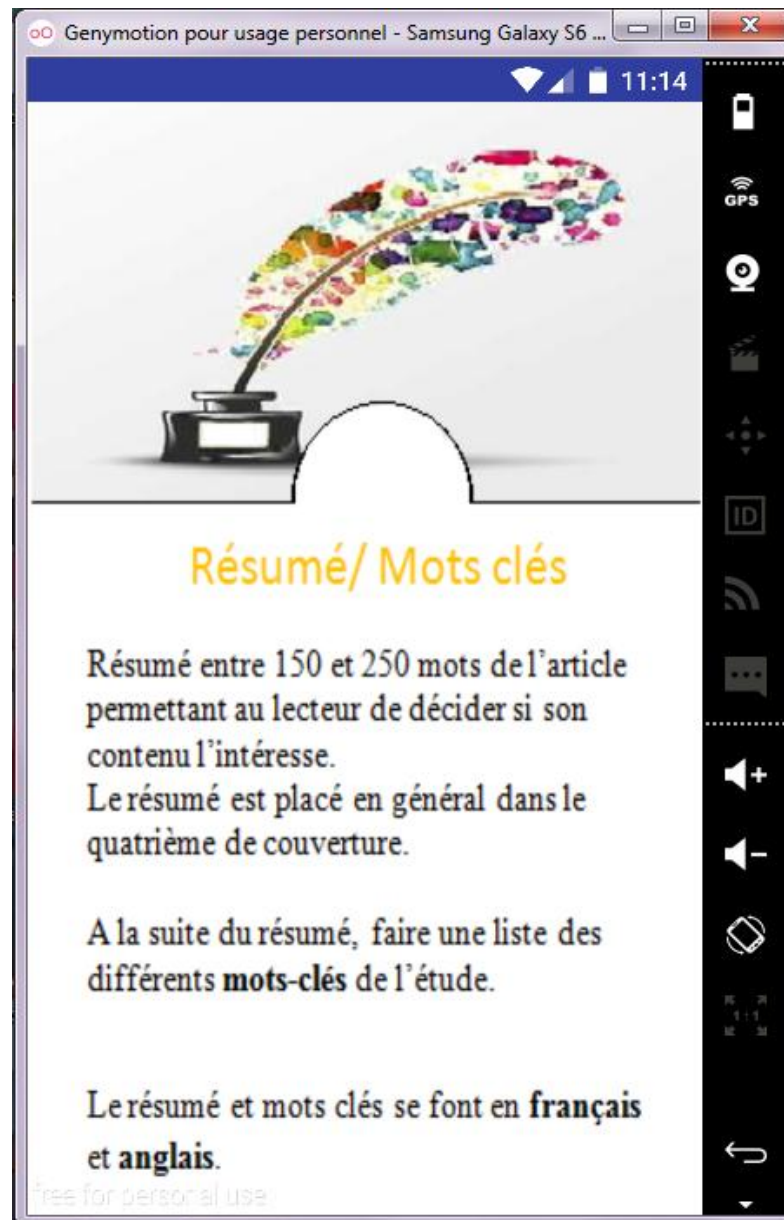 Genymotion pour usage personnel - Samsung Galaxy S6 ...
11:14
GPS
ID
Résumé/ Mots clés
Résumé entre 150 et 250 mots de l'article
permettant au lecteur de décider si son
contenu l'intéresse.
Le résumé est placé en général dans le
quatrième de couverture.
A la suite du résumé, faire une liste des
différents mots-clés de l'étude.
1:1
Le résumé et mots clés se font en français
et anglais.
free for personal use